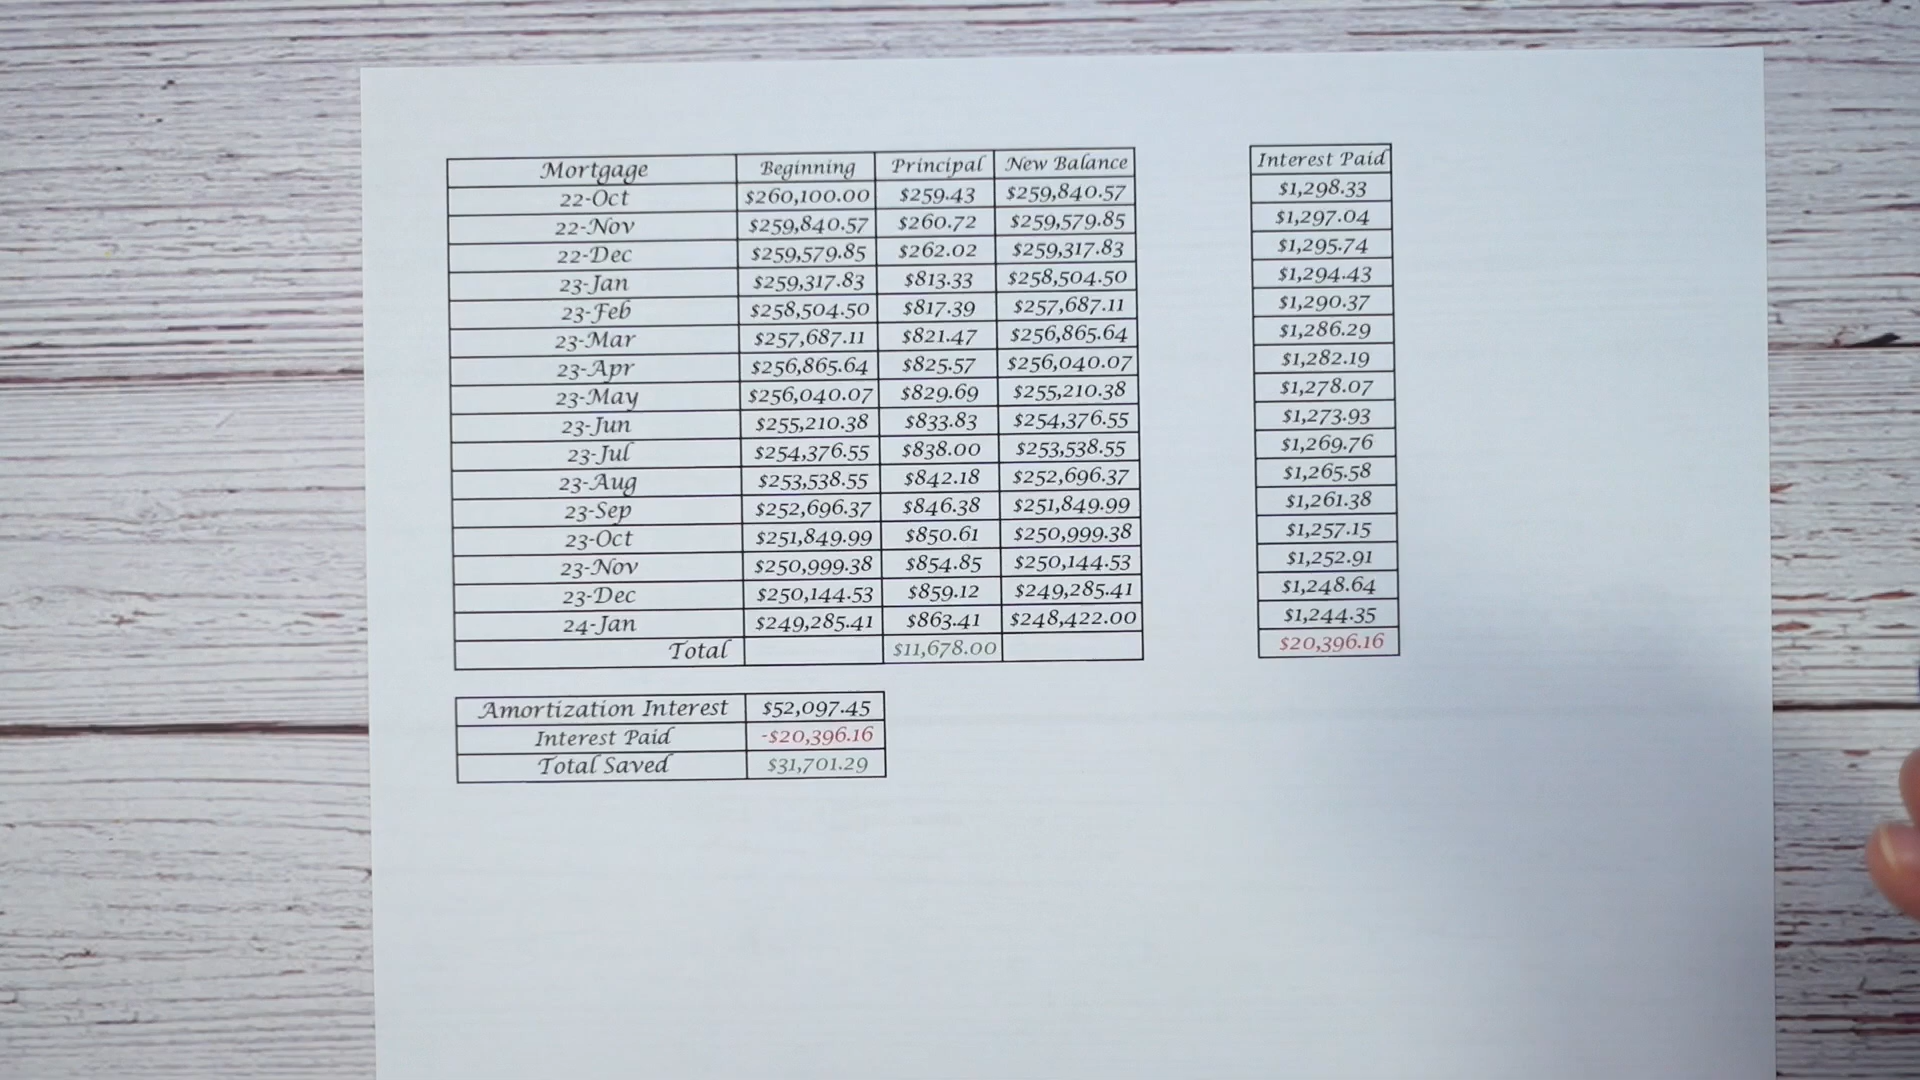 Mortgage Beginning Principal New Balance Interest Paid
22-Oct $260,100.00 $259.43 $259,840.57 $1,298.33
22-Nov $259,840.57 $260.72 $259,579.85 $1,297.04
22-Dec $259,579.85 $262.02 $259,317.83 $1,295.74
23-Jan $259,317.83 $813.33 $258,504.50 $1,294.43
23-Feb $258,504.50 $817.39 $257,687.11 $1,290.37
23-Mar $257,687.11 $821.47 $256,865.64 $1,286.29
23-Apr $256,865.64 $825.57 $256,040.07 $1,282.19
23-May $256,040.07 $829.69 $255,210.38 $1,278.07
23-Jun $255,210.38 $833.83 $254,376.55 $1,273.93
23-Jul $254,376.55 $838.00 $253,538.55 $1,269.76
23-Aug $253,538.55 $842.18 $252,696.37 $1,265.58
23-Sep $252,696.37 $846.38 $251,849.99 $1,261.38
23-Oct $251,849.99 $850.61 $250,999.38 $1,257.15
23-Nov $250,999.38 $854.85 $250,144.53 $1,252.91
23-Dec $250,144.53 $859.12 $249,285.41 $1,248.64
24-Jan $249,285.41 $863.41 $248,422.00 $1,244.35
Total $11,678.00 $20,396.16
Amortization Interest $52,097.45
Interest Paid -$20,396.16
Total Saved $31,701.29